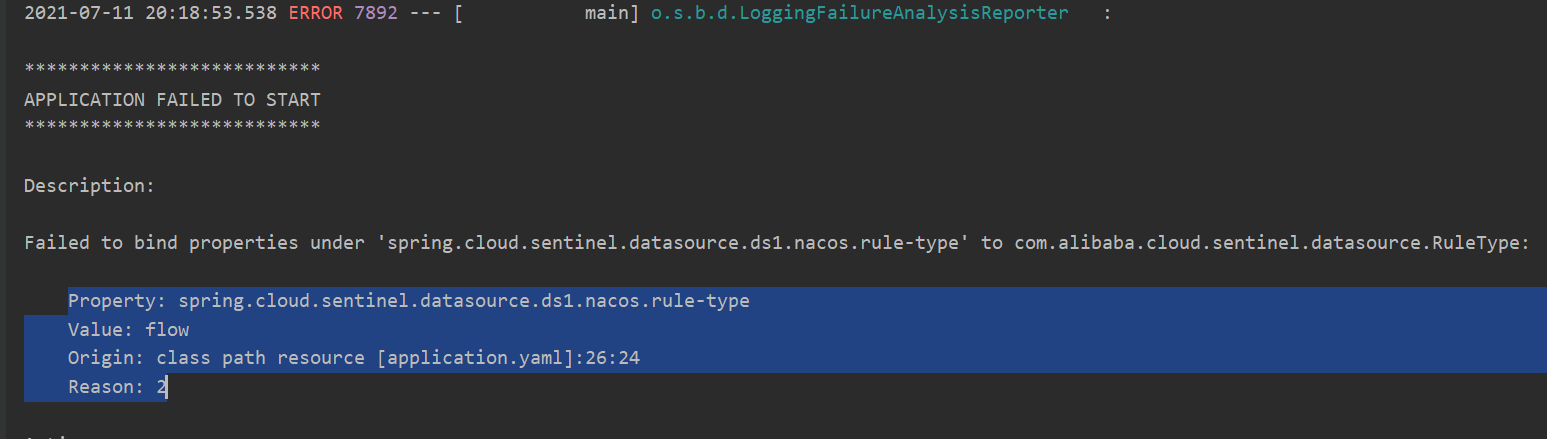 2021-07-11 20:18:53.538 ERROR 7892 --- [           main] o.s.b.d.LoggingFailureAnalysisReporter   :
***************************
APPLICATION FAILED TO START
***************************
Description:
Failed to bind properties under 'spring.cloud.sentinel.datasource.ds1.nacos.rule-type' to com.alibaba.cloud.sentinel.datasource.RuleType:
Property: spring.cloud.sentinel.datasource.ds1.nacos.rule-type
Value: flow
Origin: class path resource [application.yaml]:26:24
Reason: 2